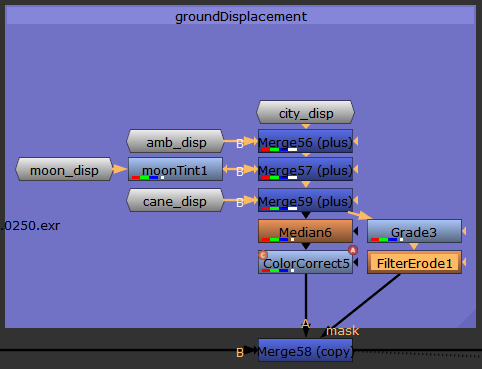 groundDisplacement
city_disp
amb_disp
B
Merge56 (plus)
moon_disp
moonTint1
B
Merge57 (plus)
cane_disp
B
Merge59 (plus)
.0250.exr
Median6
Grade3
C
A
ColorCorrect5
FilterErode1
A
mask
B
Merge58 (copy)